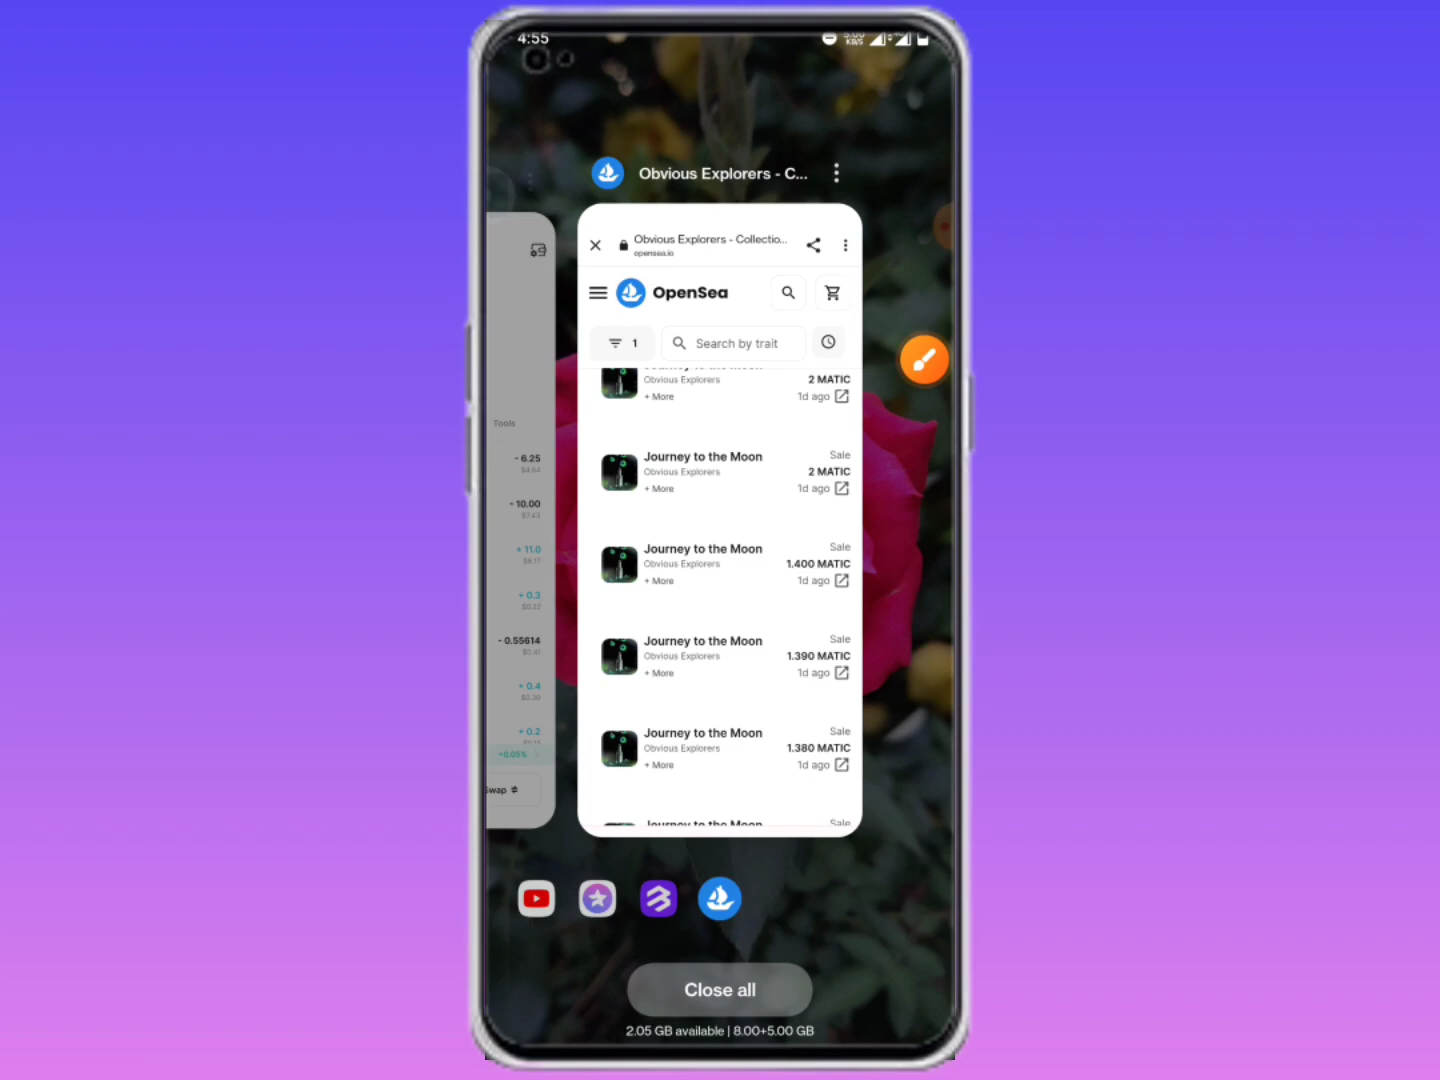 4:55
5.00
KB/S
Obvious Explorers - C...
Obvious Explorers - Collectio...
opensea.io
OpenSea
1
Search by trait
Obvious Explorers
2 MATIC
+ More
1d ago
Journey to the Moon
Sale
Obvious Explorers
2 MATIC
+ More
1d ago
Journey to the Moon
Sale
Obvious Explorers
1.400 MATIC
+ More
1d ago
Journey to the Moon
Sale
Obvious Explorers
1.390 MATIC
+ More
1d ago
Journey to the Moon
Sale
Obvious Explorers
1.380 MATIC
+ More
1d ago
Journey to the Moon
Sale
Tools
- 6.25
$4.64
- 10.00
$7.43
+ 11.0
$8.17
+ 0.3
$0.22
- 0.55614
$0.41
+ 0.4
$0.30
+ 0.2
+0.05%
Swap
Close all
2.05 GB available | 8.00+5.00 GB